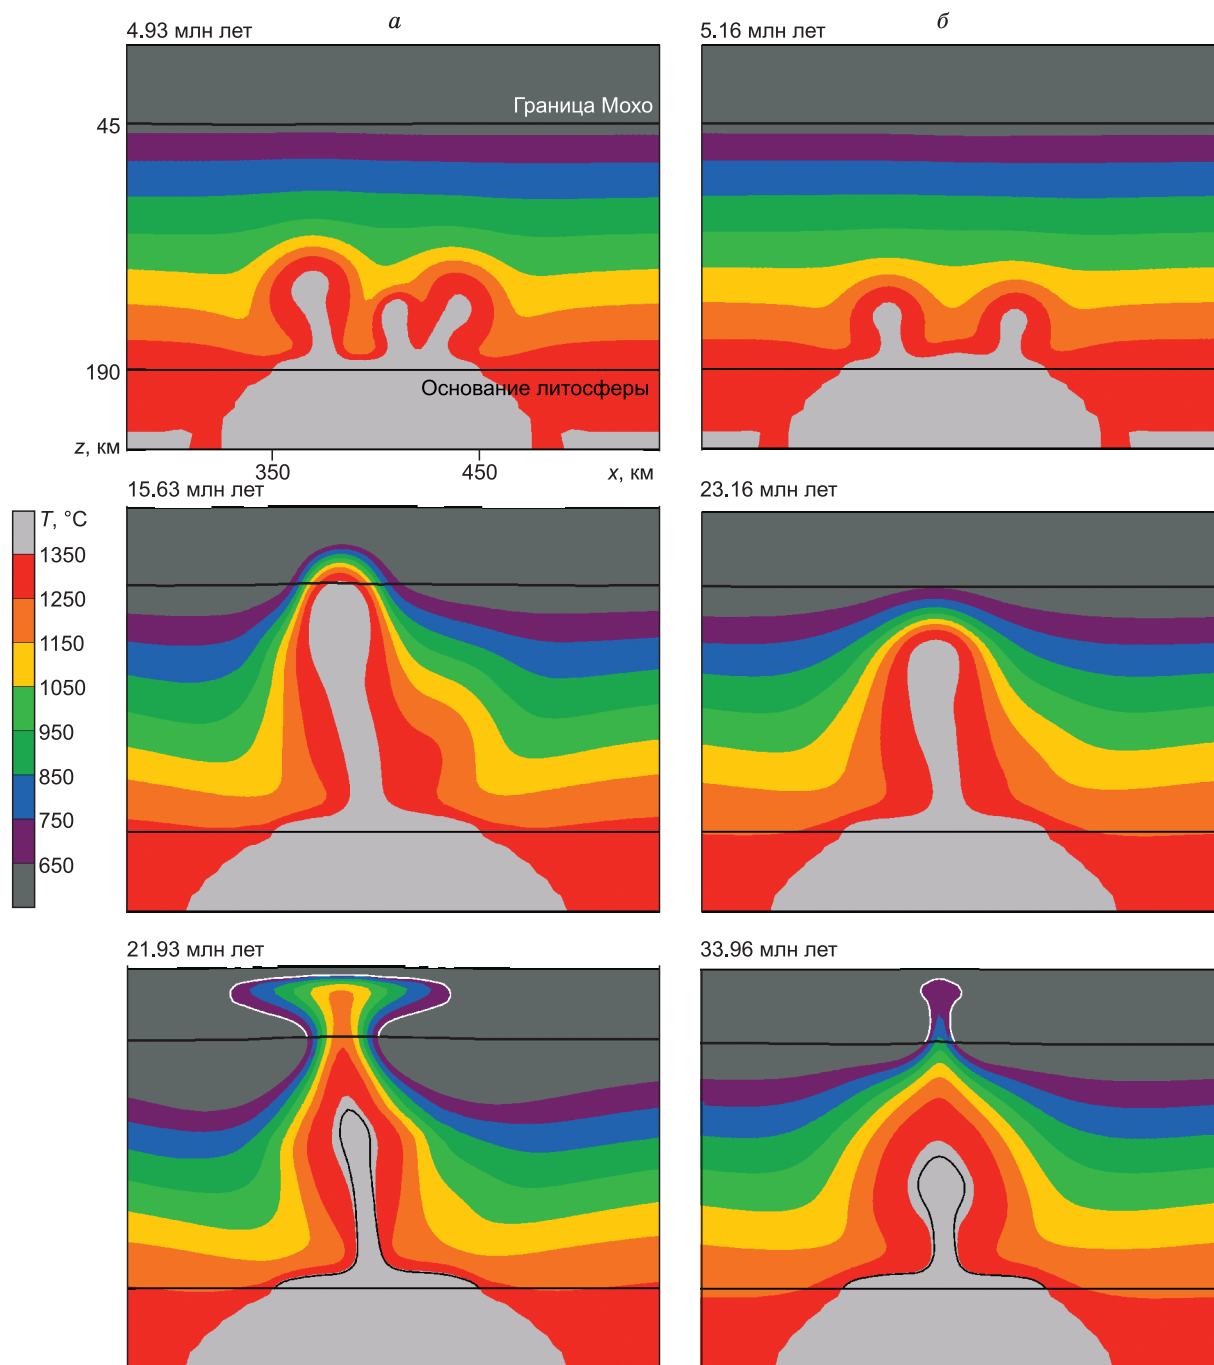 а
б
4.93 млн лет
5.16 млн лет
Граница Мохо
45
190
Основание литосферы
z, км
350
450
x, км
15.63 млн лет
23.16 млн лет
T, °C
1350
1250
1150
1050
950
850
750
650
21.93 млн лет
33.96 млн лет